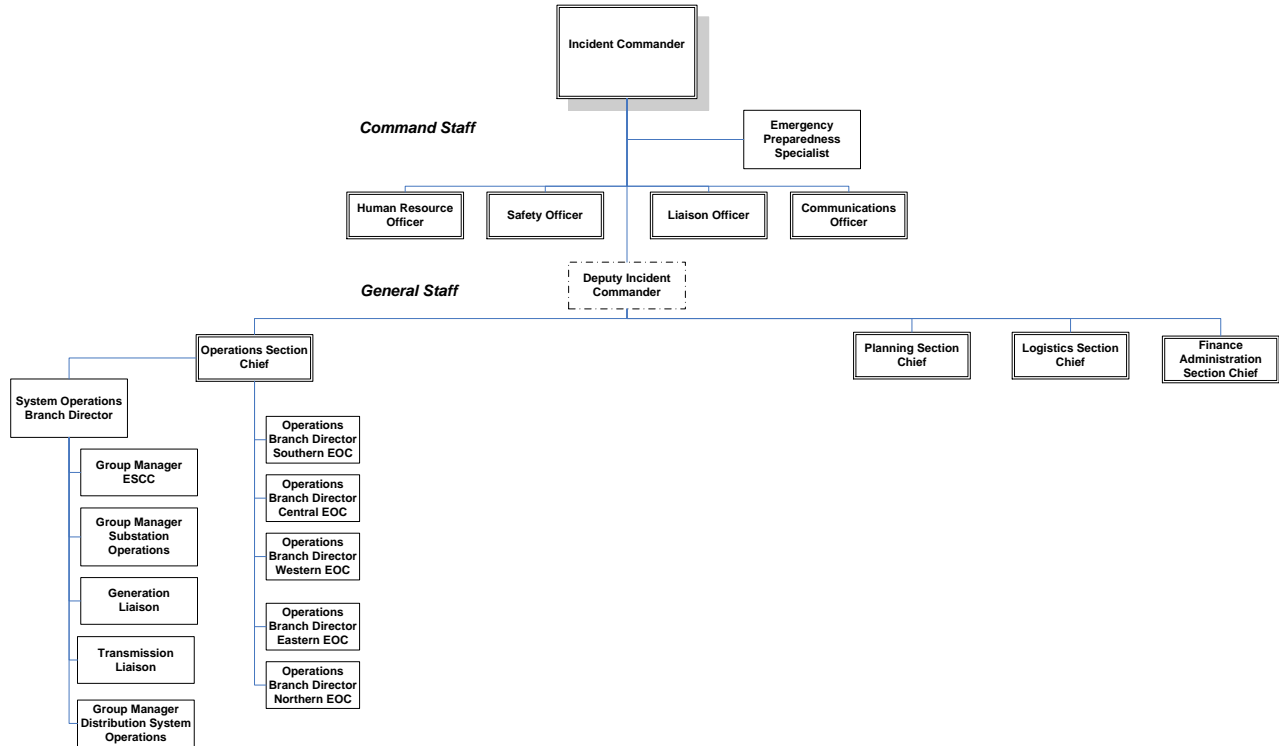 Incident Commander
Command Staff
Emergency
Preparedness
Specialist
Human Resource
Officer
Safety Officer
Liaison Officer
Communications
Officer
Deputy Incident
Commander
General Staff
Operations Section
Chief
Planning Section
Chief
Logistics Section
Chief
Finance
Administration
Section Chief
System Operations
Branch Director
Group Manager
ESCC
Group Manager
Substation
Operations
Generation
Liaison
Transmission
Liaison
Group Manager
Distribution System
Operations
Operations
Branch Director
Southern EOC
Operations
Branch Director
Central EOC
Operations
Branch Director
Western EOC
Operations
Branch Director
Eastern EOC
Operations
Branch Director
Northern EOC